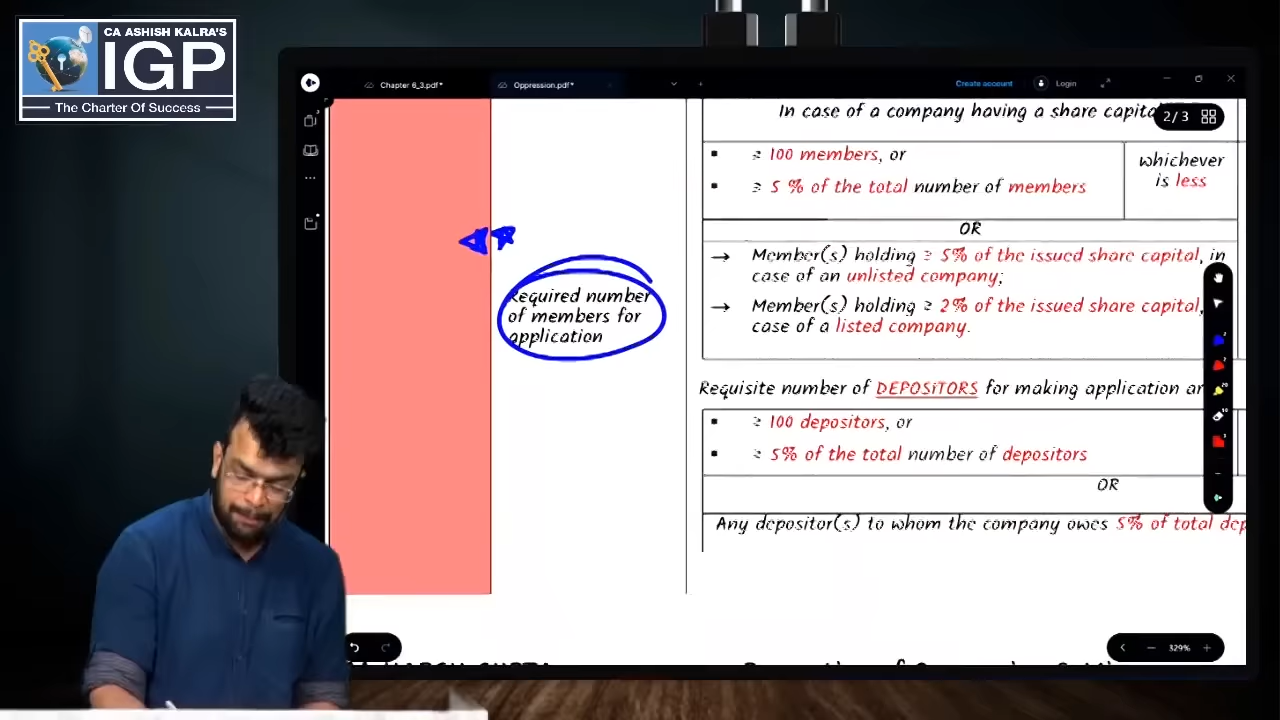 CA ASHISH KALRA'S
IGP
The Charter Of Success
Chapter 6_3.pdf*
Oppression.pdf*
Create account
Login
In case of a company having a share capital
2/3
≥ 100 members, or
≥ 5 % of the total number of members
whichever
is less
OR
→ Member(s) holding ≥ 5% of the issued share capital, in
case of an unlisted company;
→ Member(s) holding ≥ 2% of the issued share capital,
case of a listed company.
Required number
of members for
application
Requisite number of DEPOSITORS for making application
≥ 100 depositors, or
≥ 5% of the total number of depositors
OR
Any depositor(s) to whom the company owes 5% of total
329%